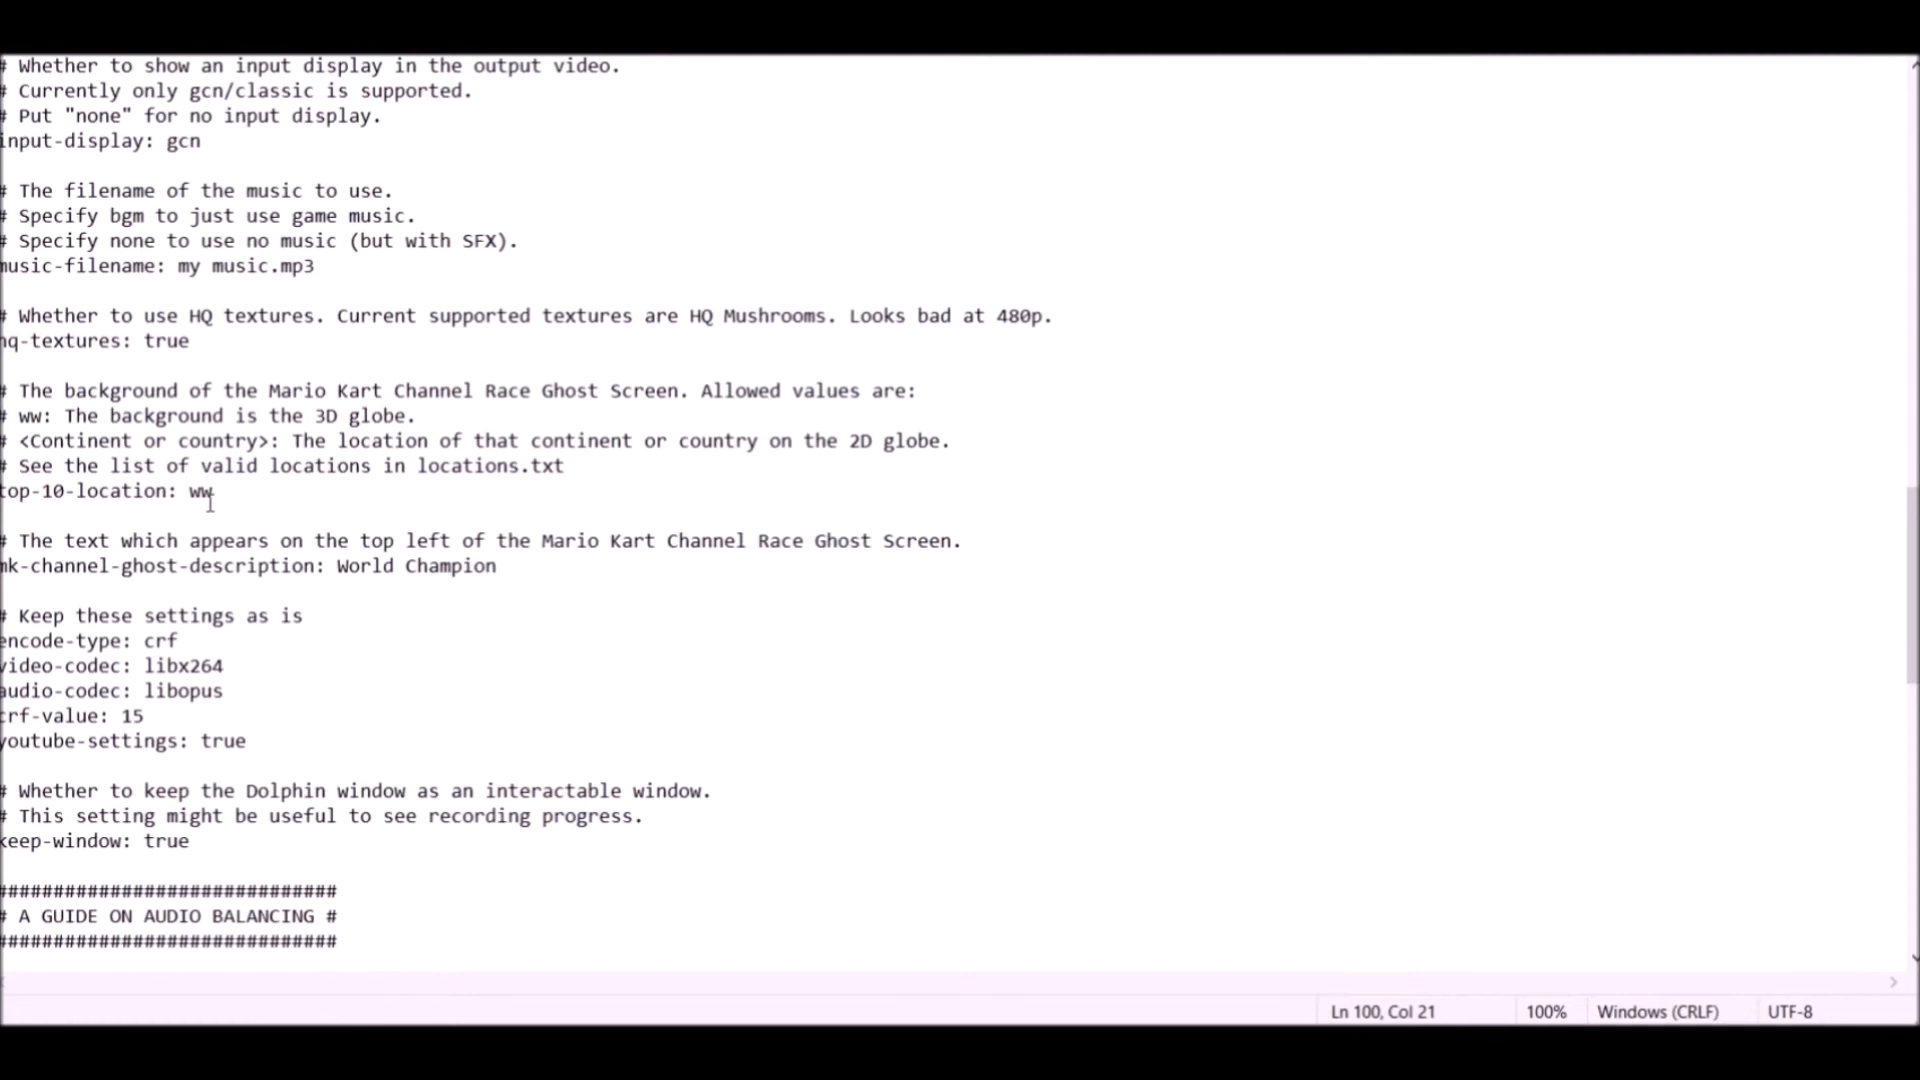 # Whether to show an input display in the output video.
# Currently only gcn/classic is supported.
# Put "none" for no input display.
input-display: gcn
# The filename of the music to use.
# Specify bgm to just use game music.
# Specify none to use no music (but with SFX).
music-filename: my music.mp3
# Whether to use HQ textures. Current supported textures are HQ Mushrooms. Looks bad at 480p.
hq-textures: true
# The background of the Mario Kart Channel Race Ghost Screen. Allowed values are:
# ww: The background is the 3D globe.
# <Continent or country>: The location of that continent or country on the 2D globe.
# See the list of valid locations in locations.txt
top-10-location: ww
# The text which appears on the top left of the Mario Kart Channel Race Ghost Screen.
mk-channel-ghost-description: World Champion
# Keep these settings as is
encode-type: crf
video-codec: libx264
audio-codec: libopus
crf-value: 15
youtube-settings: true
# Whether to keep the Dolphin window as an interactable window.
# This setting might be useful to see recording progress.
keep-window: true
##############################
# A GUIDE ON AUDIO BALANCING #
##############################
Ln 100, Col 21 100% Windows (CRLF) UTF-8